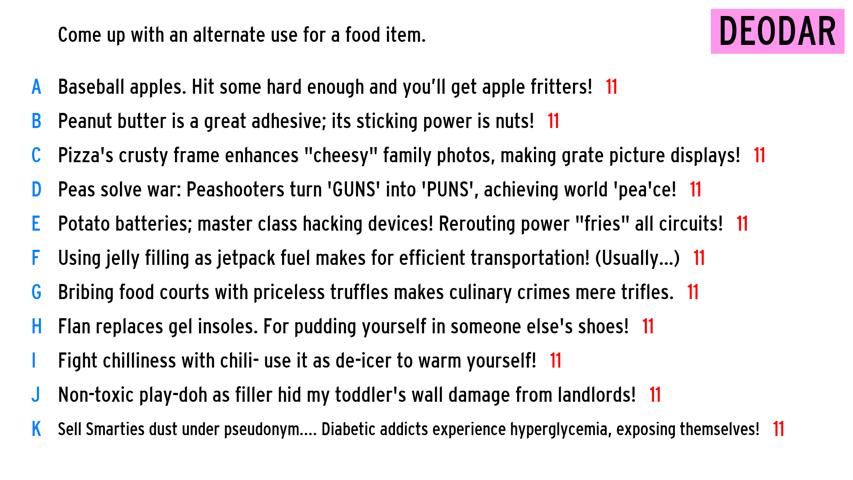 Come up with an alternate use for a food item.
DEODAR
A Baseball apples. Hit some hard enough and you'll get apple fritters! 11
B Peanut butter is a great adhesive; its sticking power is nuts! 11
C Pizza's crusty frame enhances "cheesy" family photos, making grate picture displays! 11
D Peas solve war: Peashooters turn 'GUNS' into 'PUNS', achieving world 'pea'ce! 11
E Potato batteries; master class hacking devices! Rerouting power "fries" all circuits! 11
F Using jelly filling as jetpack fuel makes for efficient transportation! (Usually...) 11
G Bribing food courts with priceless truffles makes culinary crimes mere trifles. 11
H Flan replaces gel insoles. For pudding yourself in someone else's shoes! 11
I Fight chilliness with chili- use it as de-icer to warm yourself! 11
J Non-toxic play-doh as filler hid my toddler's wall damage from landlords! 11
K Sell Smarties dust under pseudonym.... Diabetic addicts experience hyperglycemia, exposing themselves! 11